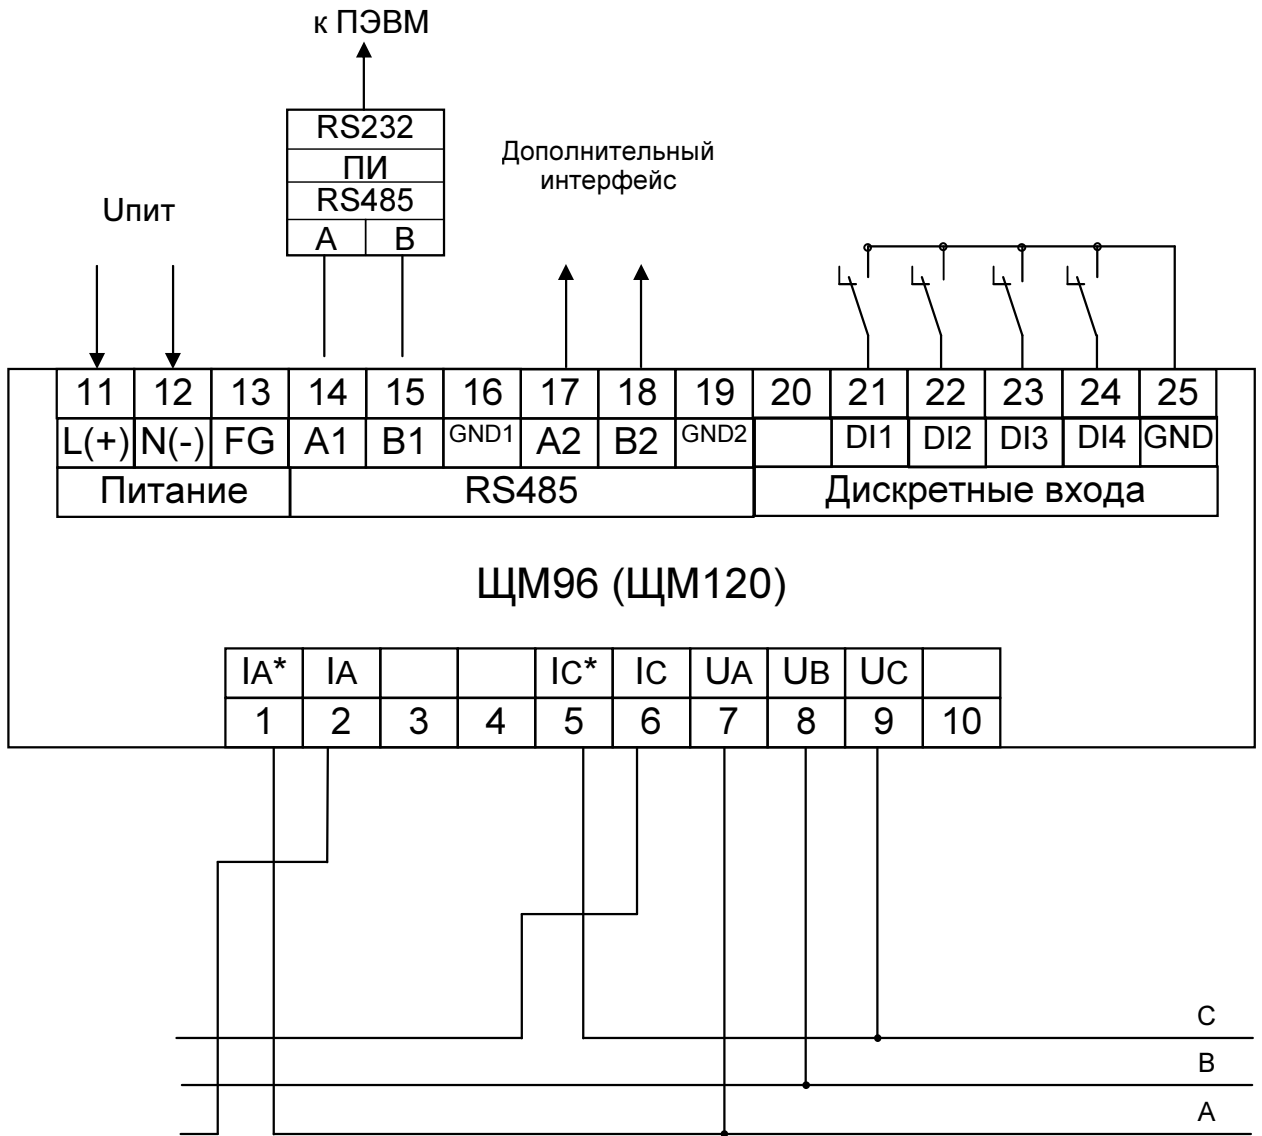 к ПЭВМ
RS232
ПИ
RS485
A B
Дополнительный
интерфейс
Uпит
11 12 13 14 15 16 17 18 19 20 21 22 23 24 25
L(+) N(-) FG A1 B1 GND1 A2 B2 GND2 DI1 DI2 DI3 DI4 GND
Питание RS485 Дискретные входа
ЩМ96 (ЩМ120)
IA* IA IC* IC UA UB UC
1 2 3 4 5 6 7 8 9 10
C
B
A